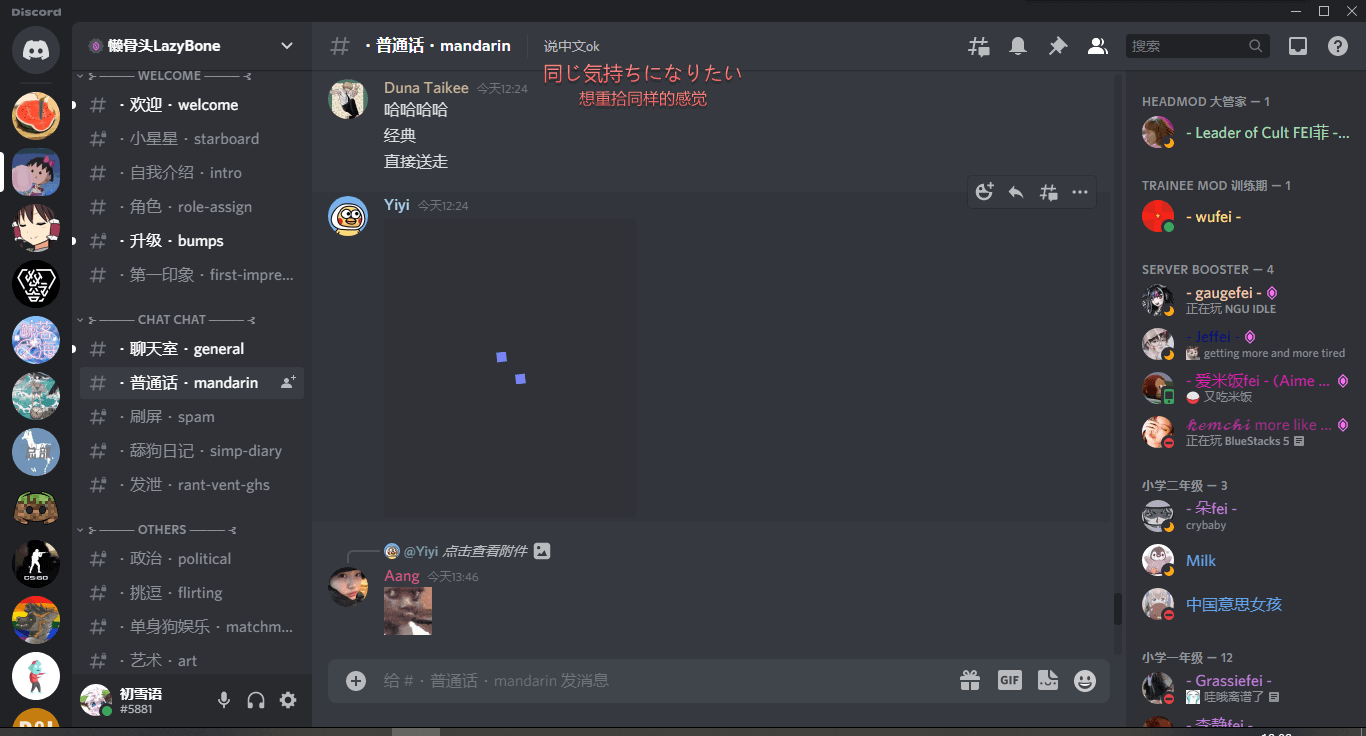 Discord
懒骨头LazyBone
WELCOME
· 欢迎 · welcome
· 小星星 · starboard
· 自我介绍 · intro
· 角色 · role-assign
· 升级 · bumps
· 第一印象 · first-impre...
CHAT CHAT
· 聊天室 · general
· 普通话 · mandarin
· 刷屏 · spam
· 舔狗日记 · simp-diary
· 发泄 · rant-vent-ghs
OTHERS
· 政治 · political
· 挑逗 · flirting
· 单身狗娱乐 · matchm...
· 艺术 · art
初雪语
#5881
CS:GO
· 普通话 · mandarin
说中文ok
搜索
同じ気持ちになりたい
想重拾同样的感觉
Duna Taikee 今天12:24
哈哈哈哈
经典
直接送走
Yiyi 今天12:24
@Yiyi 点击查看附件
Aang 今天13:46
给 # · 普通话 · mandarin 发消息
GIF
HEADMOD 大管家 — 1
- Leader of Cult FEI菲 -...
TRAINEE MOD 训练期 — 1
- wufei -
SERVER BOOSTER — 4
- gaugefei -
正在玩 NGU IDLE
- Jeffei -
getting more and more tired
- 爱米饭fei - (Aime ...
又吃米饭
𝓴𝓮𝓶𝓬𝓱𝓲 more like ...
正在玩 BlueStacks 5
小学二年级 — 3
- 朵fei -
crybaby
Milk
中国意思女孩
小学一年级 — 12
- Grassiefei -
哇哦离谱了
- 李静fei -